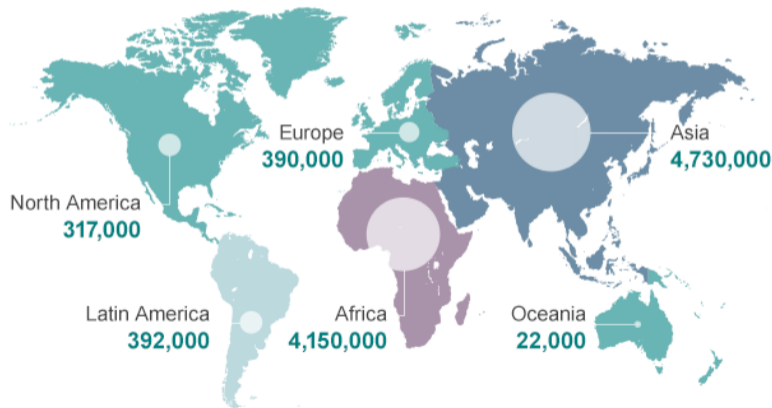 Europe
390,000
Asia
4,730,000
North America
317,000
Latin America
392,000
Africa
4,150,000
Oceania
22,000